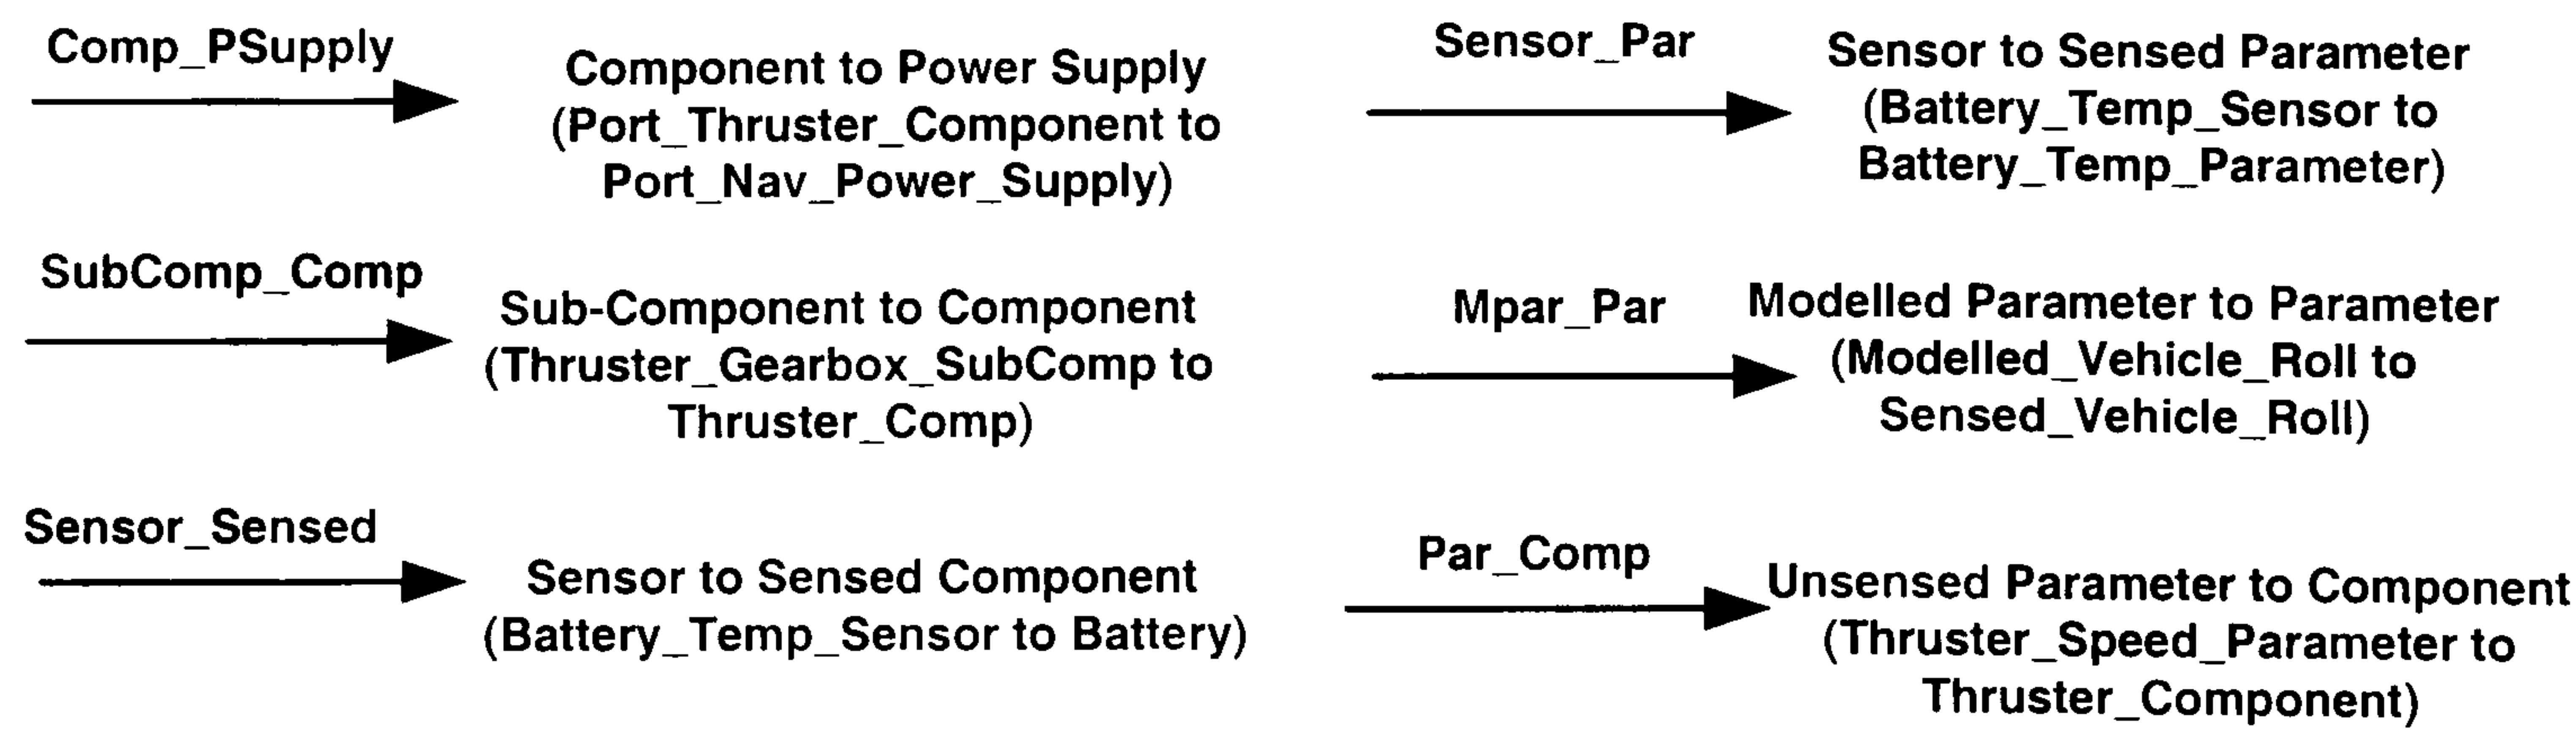 Comp_PSupply
Component to Power Supply
(Port_Thruster_Component to
Port_Nav_Power_Supply)
Sensor_Par
Sensor to Sensed Parameter
(Battery_Temp_Sensor to
Battery_Temp_Parameter)
SubComp_Comp
Sub-Component to Component
(Thruster_Gearbox_SubComp to
Thruster_Comp)
Mpar_Par
Modelled Parameter to Parameter
(Modelled_Vehicle_Roll to
Sensed_Vehicle_Roll)
Sensor_Sensed
Sensor to Sensed Component
(Battery_Temp_Sensor to Battery)
Par_Comp
Unsensed Parameter to Component
(Thruster_Speed_Parameter to
Thruster_Component)